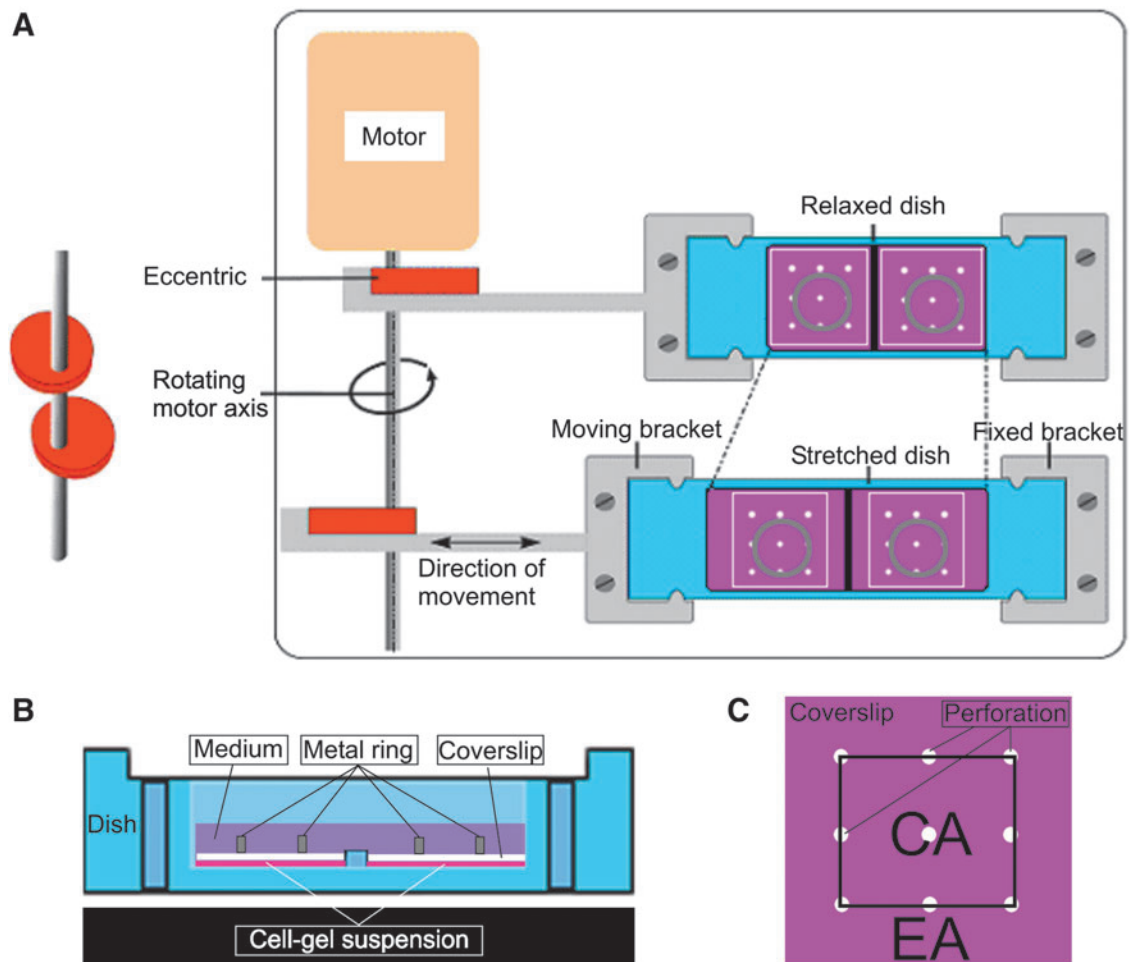 A
Motor
Relaxed dish
Eccentric
Rotating
motor axis
Moving bracket
Fixed bracket
Stretched dish
Direction of
movement
B
Medium
Metal ring
Coverslip
Dish
Cell-gel suspension
C
Coverslip
Perforation
CA
EA